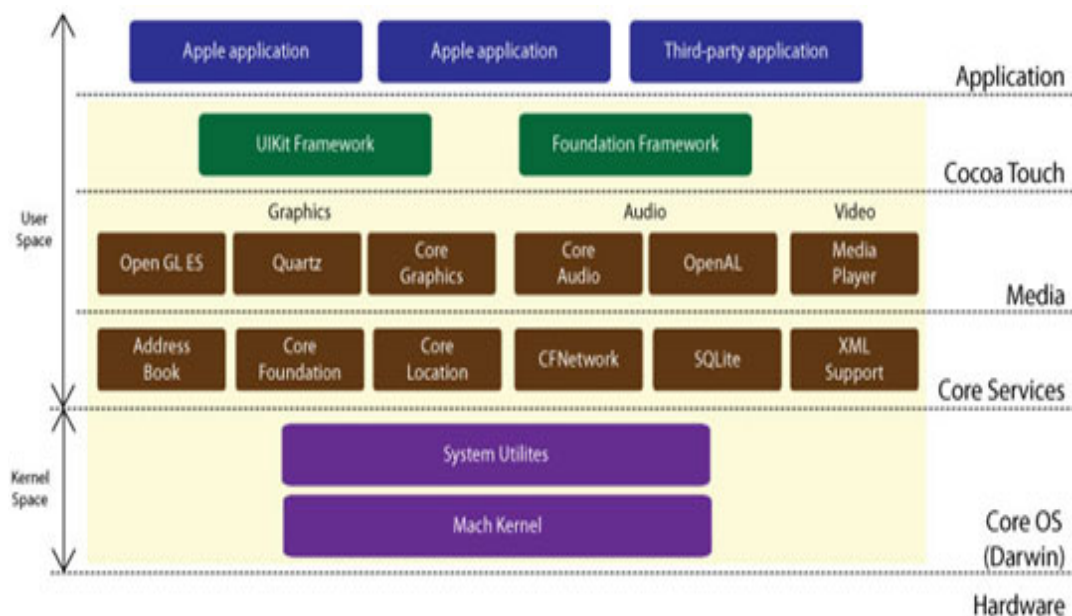 Apple application
Apple application
Third-party application
Application
UIKit Framework
Foundation Framework
Cocoa Touch
User
Space
Graphics
Audio
Video
Open GL ES
Quartz
Core
Graphics
Core
Audio
OpenAL
Media
Player
Media
Address
Book
Core
Foundation
Core
Location
CFNetwork
SQLite
XML
Support
Core Services
Kernel
Space
System Utilites
Mach Kernel
Core OS
(Darwin)
Hardware